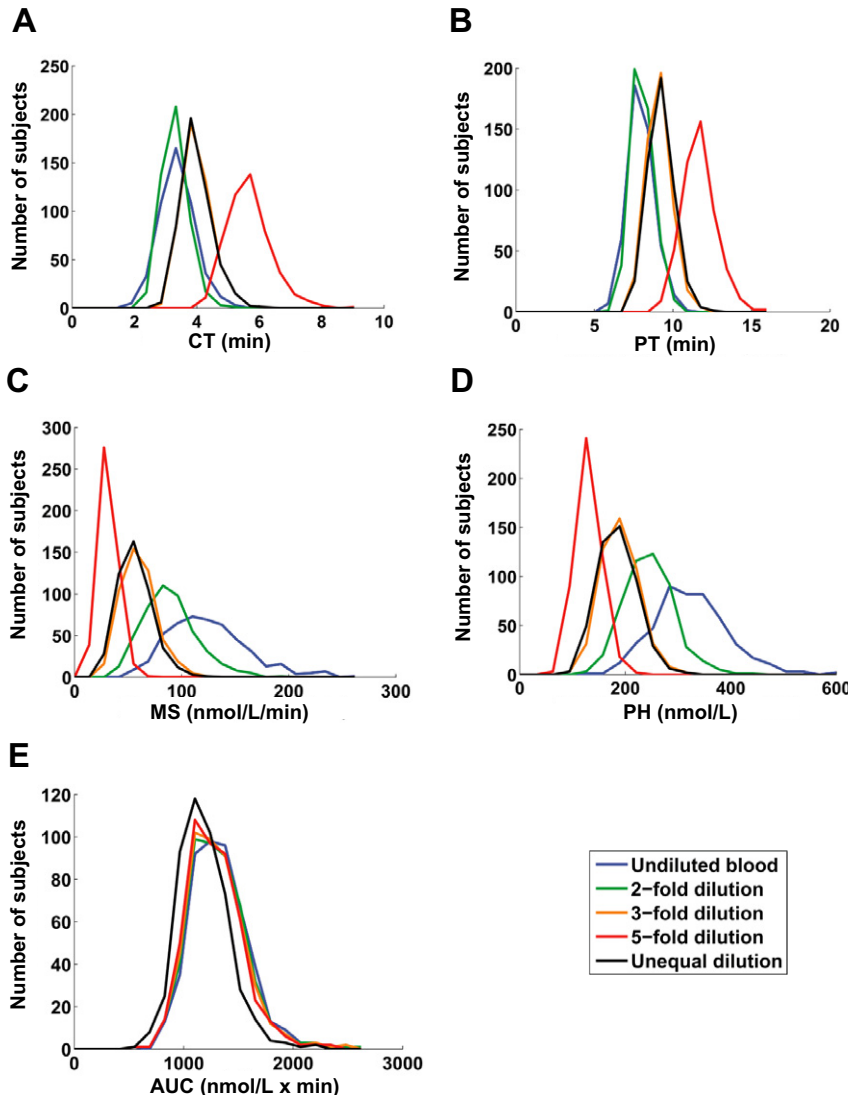 A
B
Number of subjects
250
200
150
100
50
0
0
2
4
6
8
10
CT (min)
Number of subjects
200
150
100
50
0
0
5
10
15
20
PT (min)
C
D
Number of subjects
300
250
200
150
100
50
0
0
100
200
300
MS (nmol/L/min)
Number of subjects
250
200
150
100
50
0
0
200
400
600
PH (nmol/L)
E
Number of subjects
120
100
80
60
40
20
0
0
1000
2000
3000
AUC (nmol/L x min)
Undiluted blood
2−fold dilution
3−fold dilution
5−fold dilution
Unequal dilution